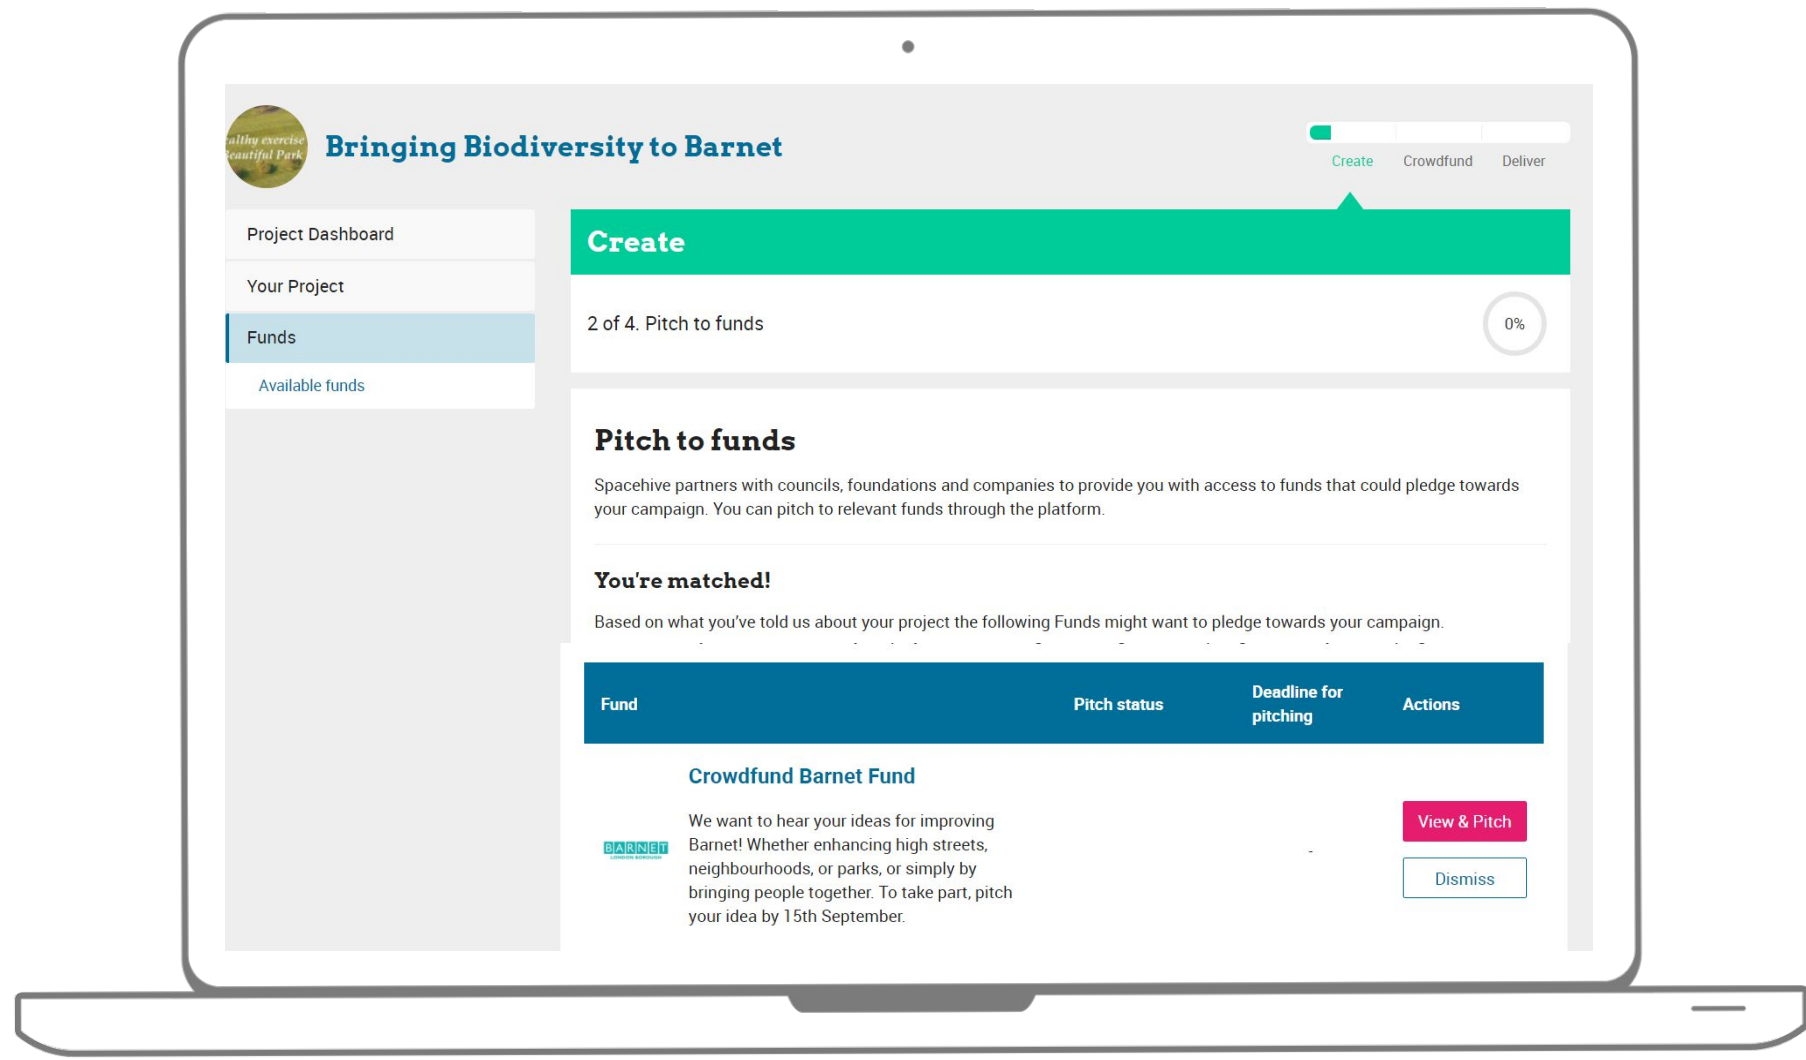 althy exercise
Beautiful Park
Bringing Biodiversity to Barnet
Create
Crowdfund
Deliver
Project Dashboard
Your Project
Funds
Available funds
Create
2 of 4. Pitch to funds
0%
Pitch to funds
Spacehive partners with councils, foundations and companies to provide you with access to funds that could pledge towards
your campaign. You can pitch to relevant funds through the platform.
You're matched!
Based on what you've told us about your project the following Funds might want to pledge towards your campaign.
Fund
Pitch status
Deadline for
pitching
Actions
Crowdfund Barnet Fund
We want to hear your ideas for improving
Barnet! Whether enhancing high streets,
neighbourhoods, or parks, or simply by
bringing people together. To take part, pitch
your idea by 15th September.
BARNET
LONDON BOROUGH
-
View & Pitch
Dismiss